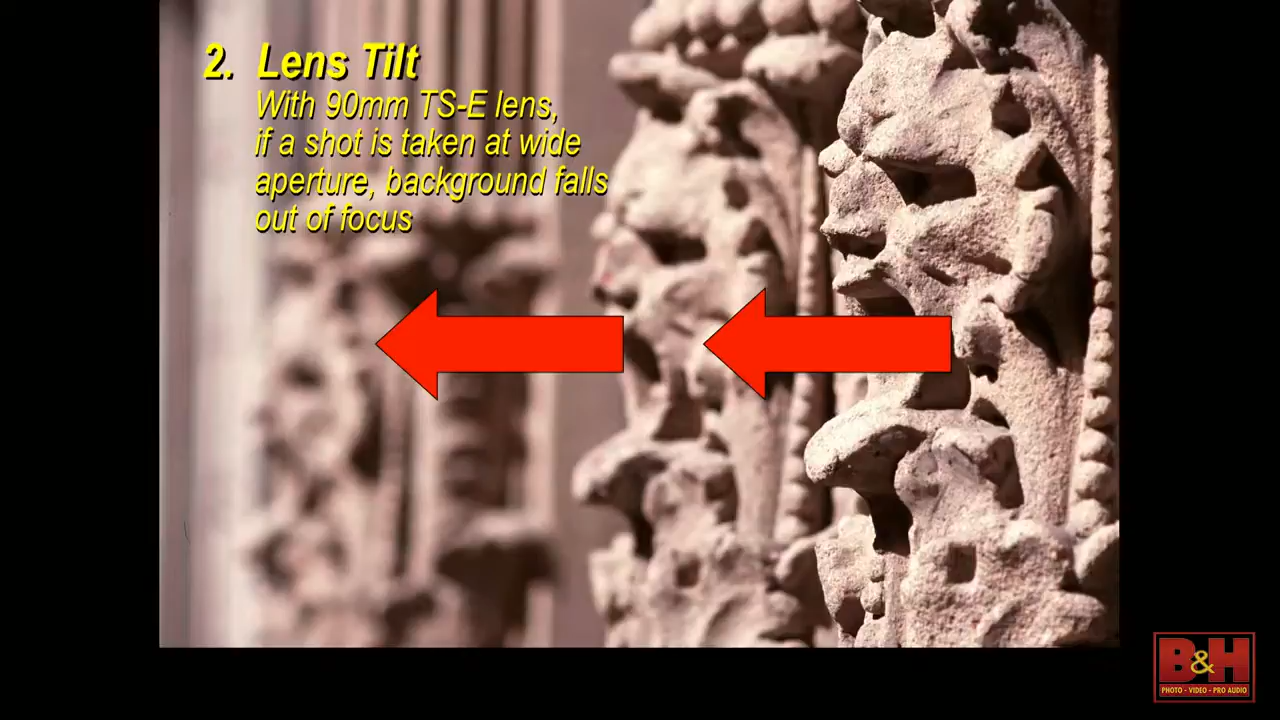 2. Lens Tilt
With 90mm TS-E lens,
if a shot is taken at wide
aperture, background falls
out of focus
B&H
PHOTO - VIDEO - PRO AUDIO